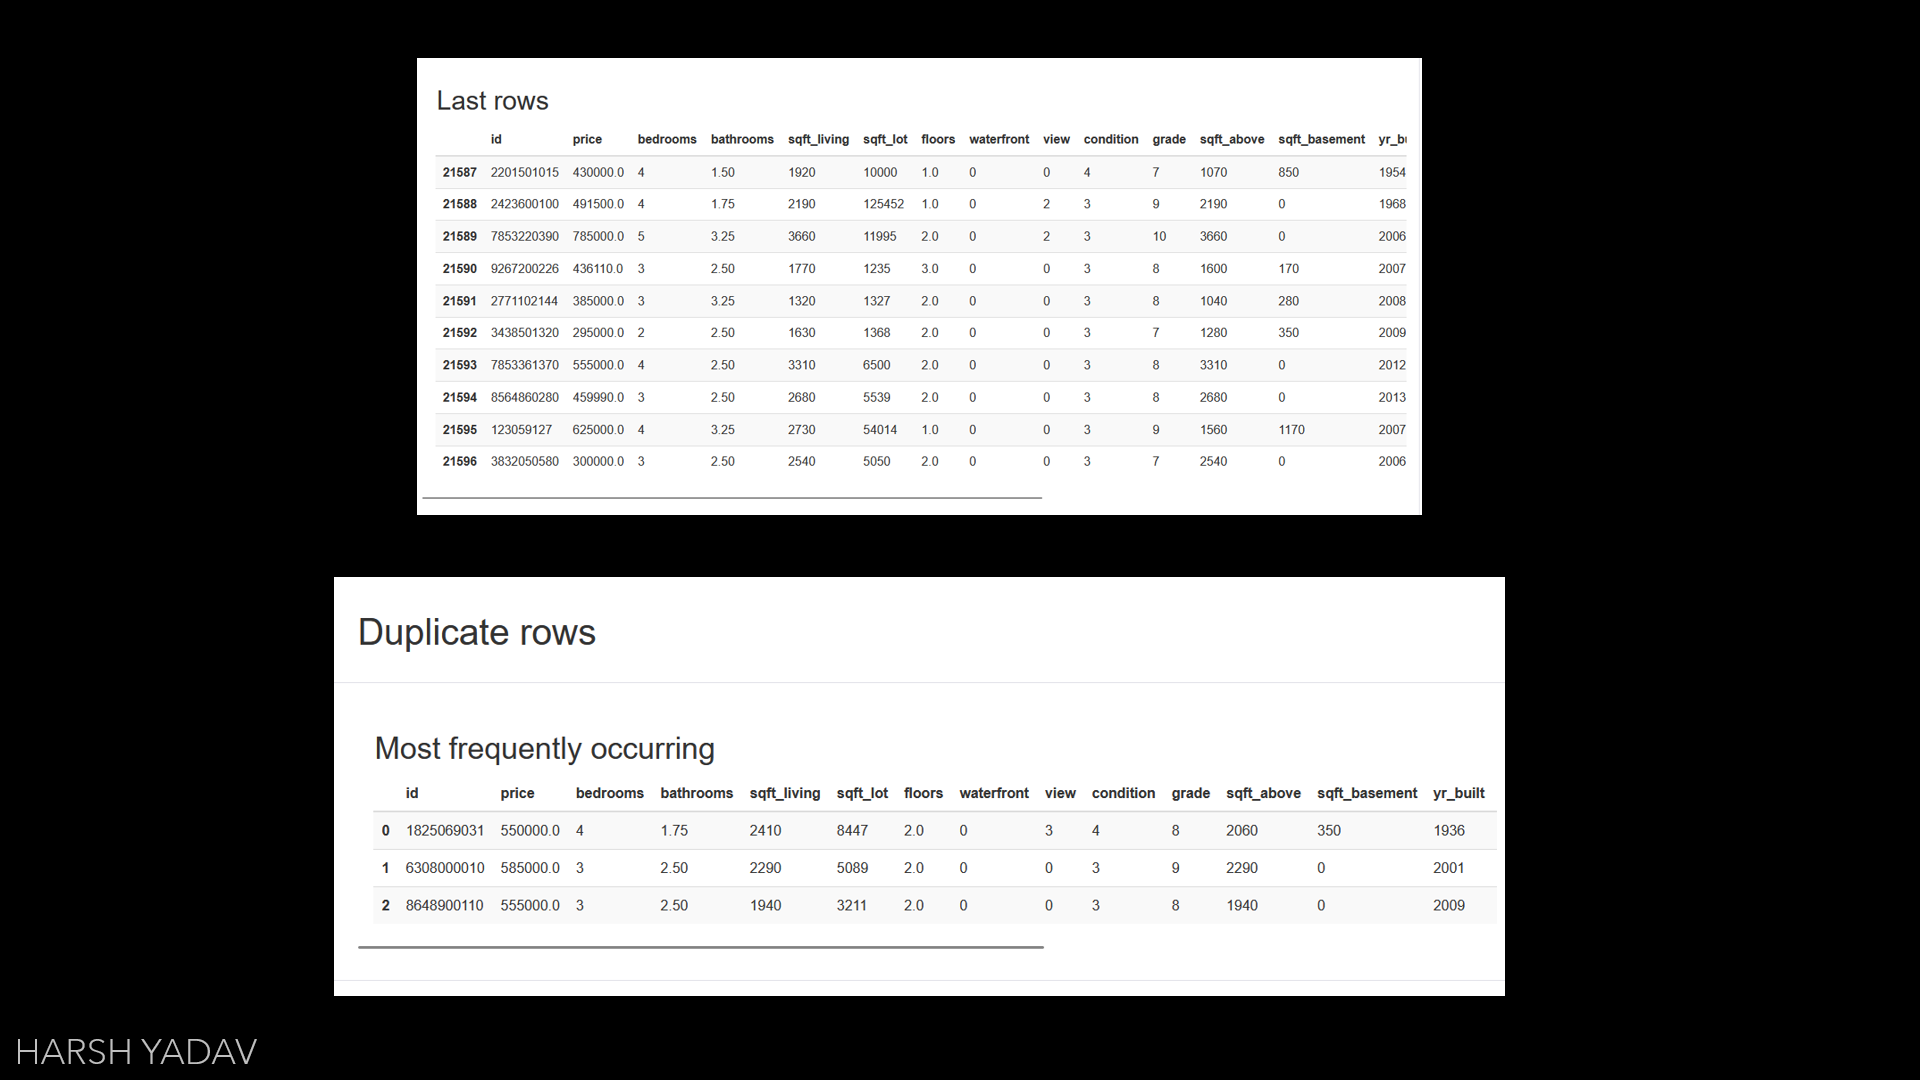 Last rows
id price bedrooms bathrooms sqft_living sqft_lot floors waterfront view condition grade sqft_above sqft_basement
21587 2201501015 430000.0 4 1.50 1920 10000 1.0 0 0 4 7 1070 850 1954
21588 2423600100 491500.0 4 1.75 2190 125452 1.0 0 2 3 9 2190 0 1968
21589 7853220390 785000.0 5 3.25 3660 11995 2.0 0 2 3 10 3660 0 2006
21590 9267200226 436110.0 3 2.50 1770 1235 3.0 0 0 3 8 1600 170 2007
21591 2771102144 385000.0 3 3.25 1320 1327 2.0 0 0 3 8 1040 280 2008
21592 3438501320 295000.0 2 2.50 1630 1368 2.0 0 0 3 7 1280 350 2009
21593 7853361370 555000.0 4 2.50 3310 6500 2.0 0 0 3 8 3310 0 2012
21594 8564860280 459990.0 3 2.50 2680 5539 2.0 0 0 3 8 2680 0 2013
21595 123059127 625000.0 4 3.25 2730 54014 1.0 0 0 3 9 1560 1170 2007
21596 3832050580 300000.0 3 2.50 2540 5050 2.0 0 0 3 7 2540 0 2006
Duplicate rows
Most frequently occurring
id price bedrooms bathrooms sqft_living sqft_lot floors waterfront view condition grade sqft_above sqft_basement yr_built
0 1825069031 550000.0 4 1.75 2410 8447 2.0 0 3 4 8 2060 350 1936
1 6308000010 585000.0 3 2.50 2290 5089 2.0 0 0 3 9 2290 0 2001
2 8648900110 555000.0 3 2.50 1940 3211 2.0 0 0 3 8 1940 0 2009
HARSH YADAV